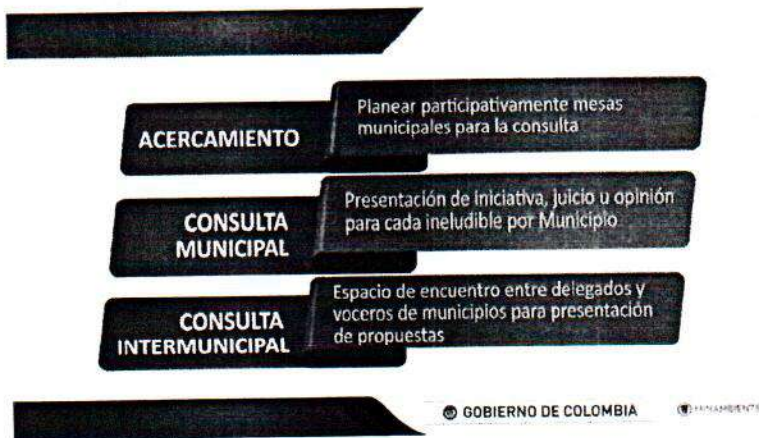 ACERCAMIENTO
Planear participativamente mesas
municipales para la consulta
CONSULTA
MUNICIPAL
Presentación de iniciativa, juicio u opinión
para cada ineludible por Municipio
CONSULTA
INTERMUNICIPAL
Espacio de encuentro entre delegados y
voceros de municipios para presentación
de propuestas
GOBIERNO DE COLOMBIA
MINAMBIENTE